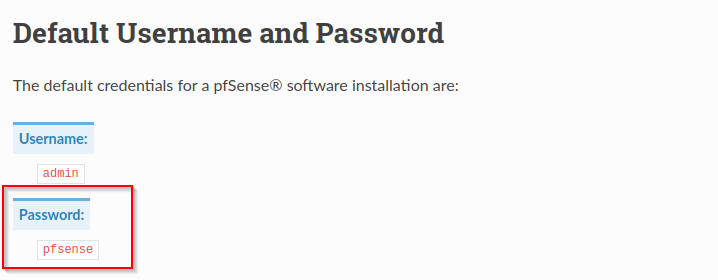 Default Username and Password
The default credentials for a pfSense® software installation are:
Username:
admin
Password:
pfsense